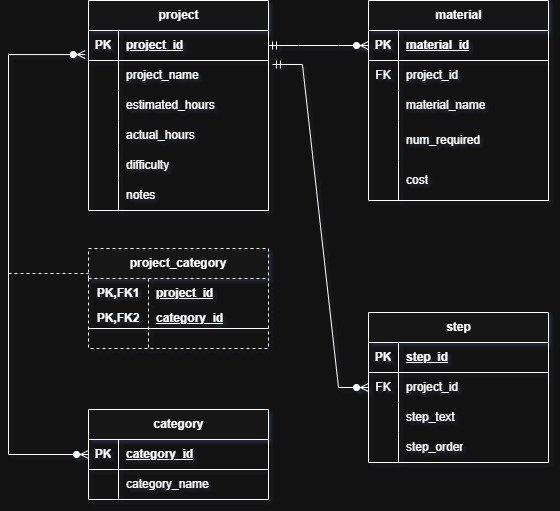 project
PK project_id
project_name
estimated_hours
actual_hours
difficulty
notes
material
PK material_id
FK project_id
material_name
num_required
cost
project_category
PK,FK1 project_id
PK,FK2 category_id
step
PK step_id
FK project_id
step_text
step_order
category
PK category_id
category_name